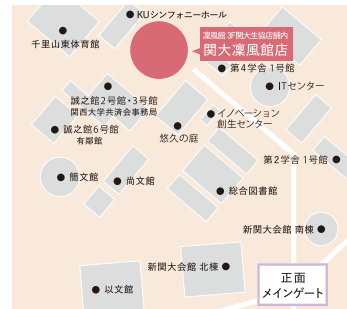 KUシンフォニーホール
千里山東体育館
凜風館 3F関大生協店舗内
関大凜風館店
第4学舎 1号館
ITセンター
誠之館2号館・3号館
関西大学共済会事務局
イノベーション
創生センター
誠之館6号館
有鄰館
悠久の庭
第2学舎 1号館
簡文館
尚文館
総合図書館
新関大会館 南棟
新関大会館 北棟
正面
メインゲート
以文館